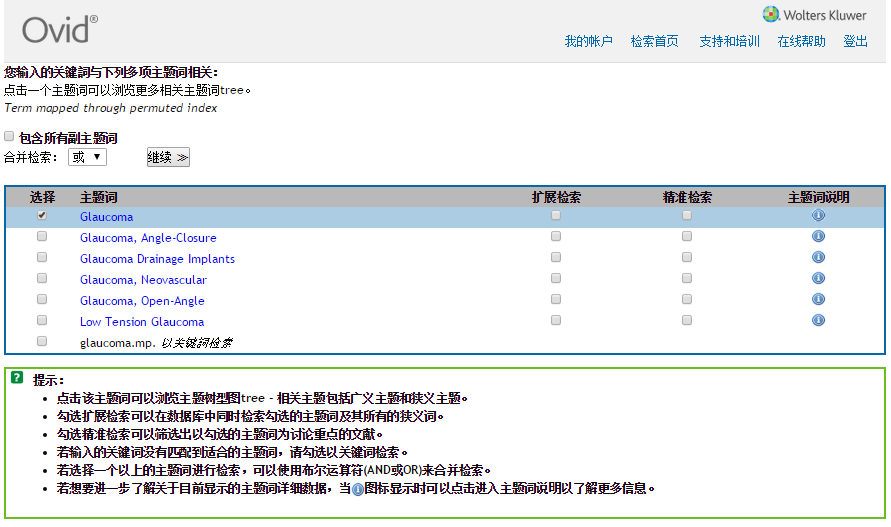 Ovid®
Wolters Kluwer
我的帐户 检索首页 支持和培训 在线帮助 登出
您输入的关键詞与下列多项主题词相关：
点击一个主题词可以浏览更多相关主题词tree。
Term mapped through permuted index
包含所有副主题词
合并检索： 或 继续 ≫
选择 主题词 扩展检索 精准检索 主题词说明
Glaucoma
Glaucoma, Angle-Closure
Glaucoma Drainage Implants
Glaucoma, Neovascular
Glaucoma, Open-Angle
Low Tension Glaucoma
glaucoma.mp. 以关键詞检索
提示：
点击该主题词可以浏览主题树型图tree - 相关主题包括广义主题和狭义主题。
勾选扩展检索可以在数据库中同时检索勾选的主题词及其所有的狭义词。
勾选精准检索可以筛选出以勾选的主题为讨论重点的文献。
若输入的关键词没有匹配到适合的主题词，请勾选以关键词检索。
若选择一个以上的主题词进行检索，可以使用布尔运算符(AND或OR)来合并检索。
若想要进一步了解关于目前显示的主题词详细数据，当图标显示时可以点击进入主题词说明以了解更多信息。